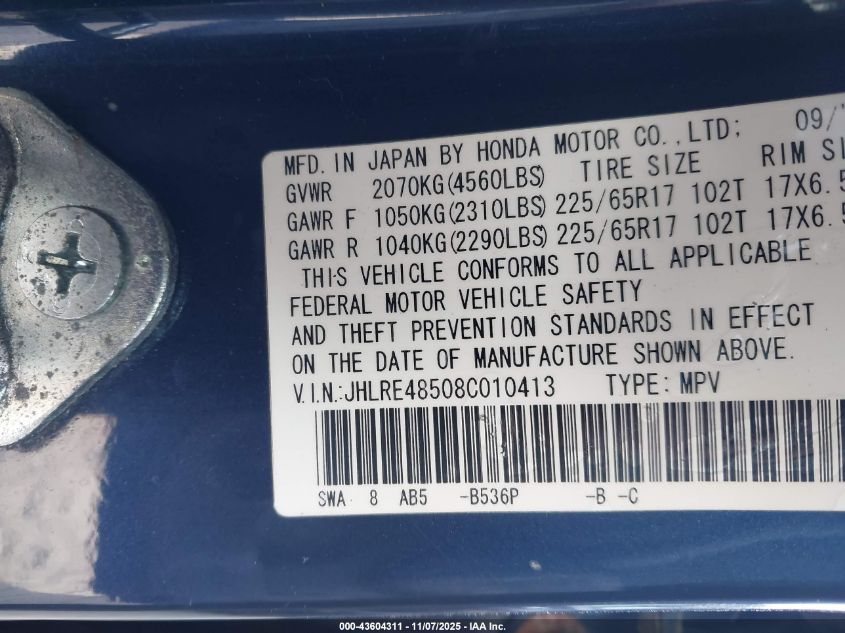 MFD. IN JAPAN BY HONDA MOTOR CO.,LTD; 09/
GVWR 2070KG(4560LBS) TIRE SIZE RIM
GAWR F 1050KG(2310LBS) 225/65R17 102T 17X6.5
GAWR R 1040KG(2290LBS) 225/65R17 102T 17X6.5
THIS VEHICLE CONFORMS TO ALL APPLICABLE
FEDERAL MOTOR VEHICLE SAFETY
AND THEFT PREVENTION STANDARDS IN EFFECT
ON THE DATE OF MANUFACTURE SHOWN ABOVE.
V.I.N.:JHLRE48508C010413 TYPE: MPV
SWA 8 AB5 -B536P -B -C
000-43604311 - 11/07/2025 - IAA Inc.